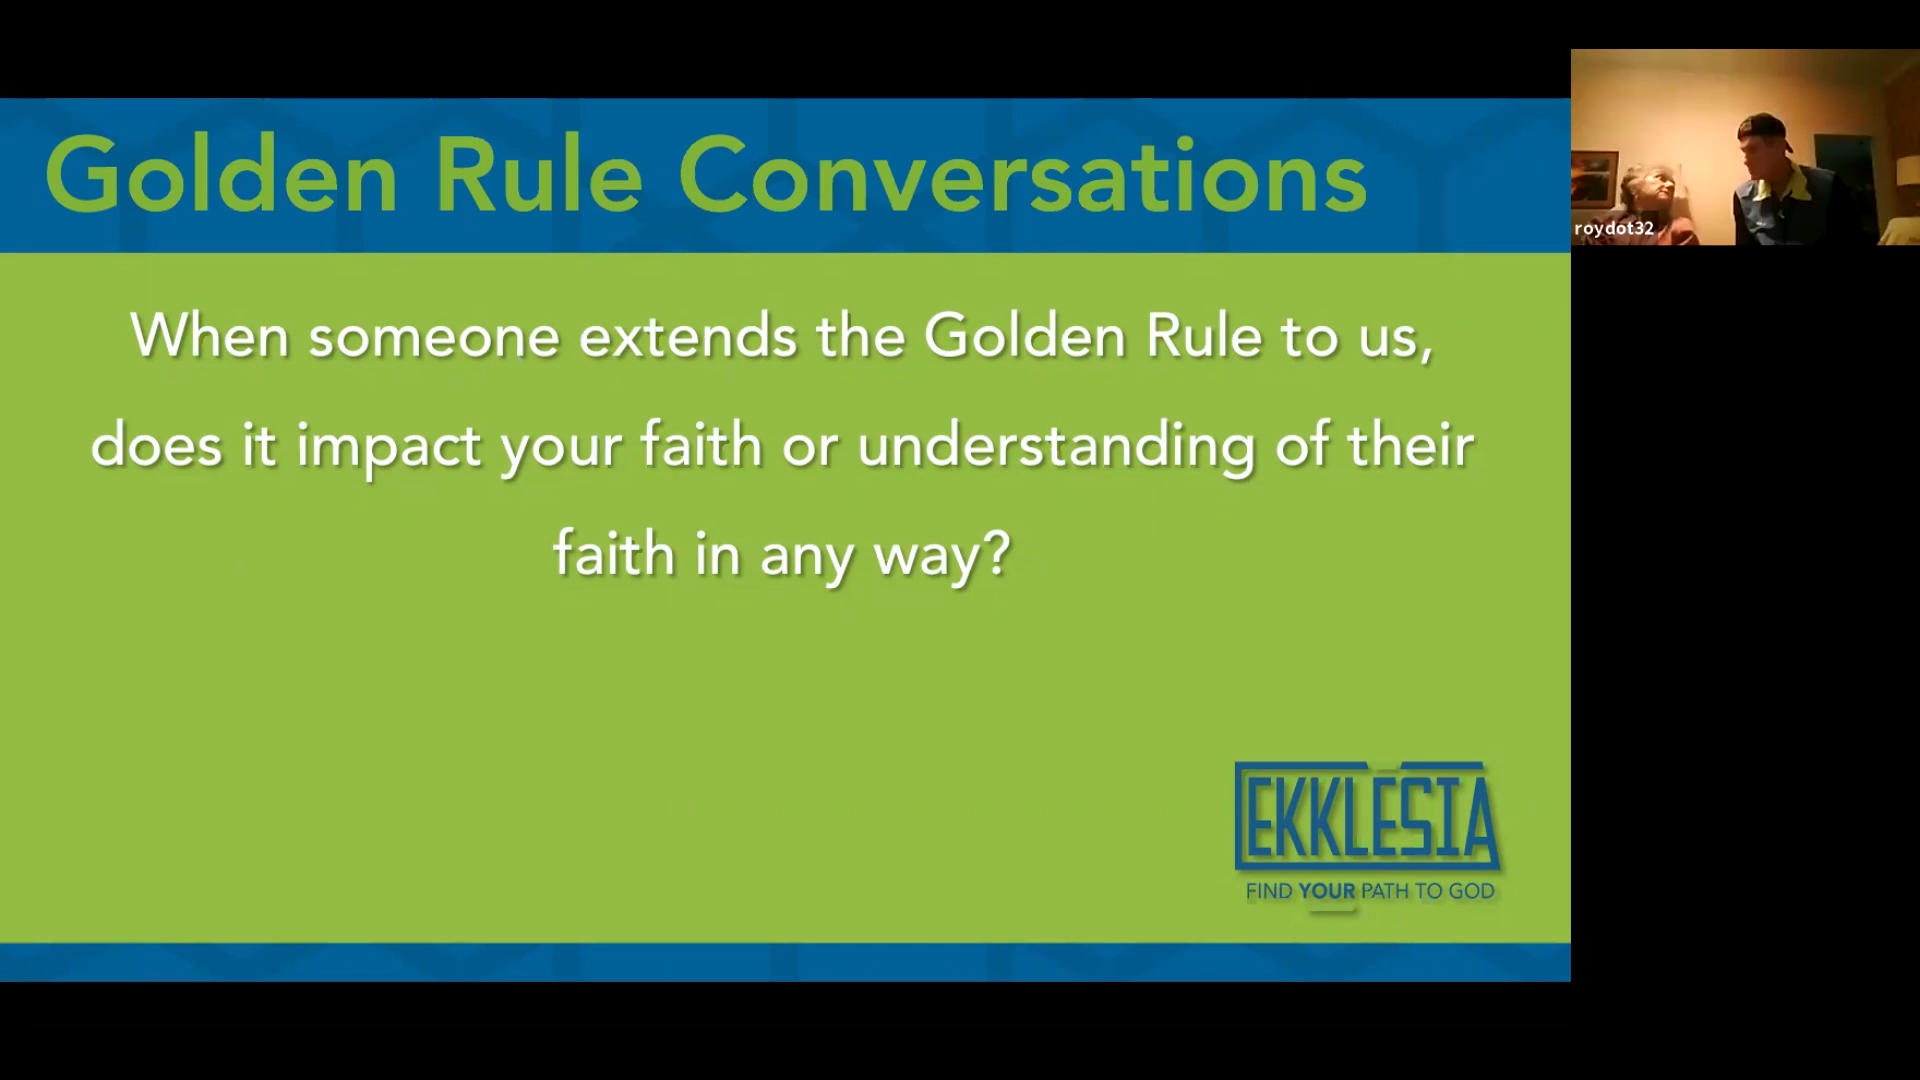 Golden Rule Conversations
roydot32
When someone extends the Golden Rule to us,
does it impact your faith or understanding of their
faith in any way?
EKKLESIA
FIND YOUR PATH TO GOD